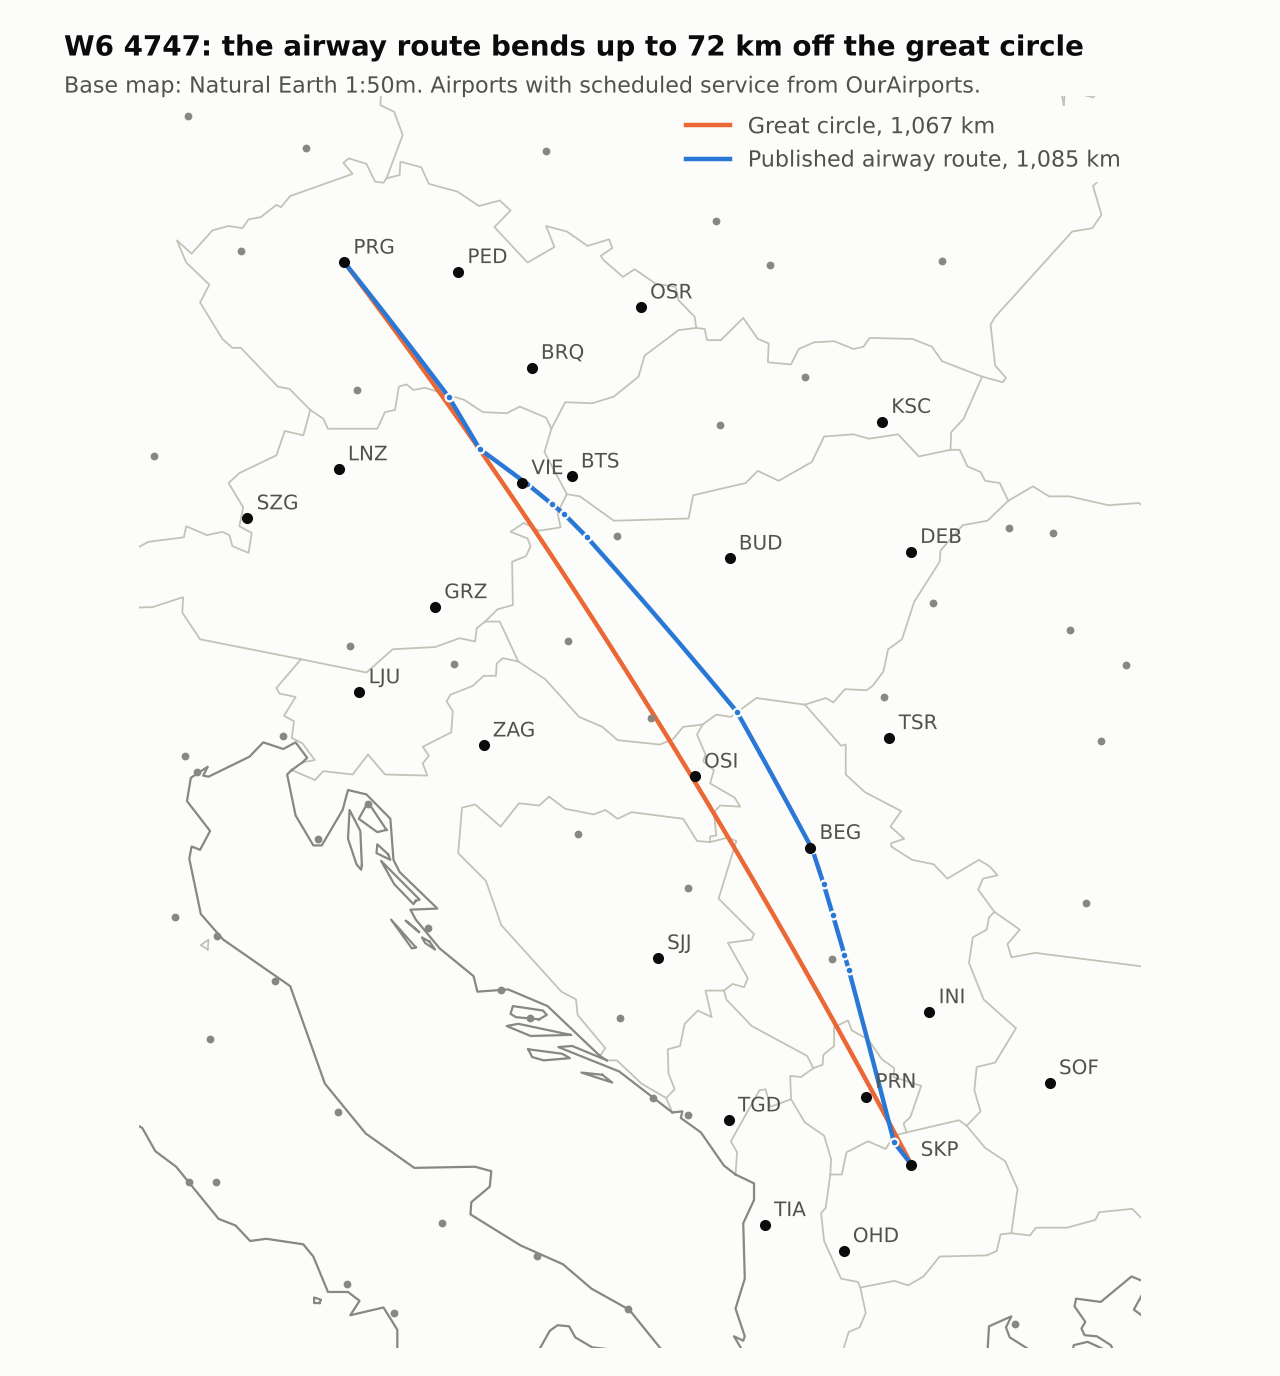 W6 4747: the airway route bends up to 72 km off the great circle
Base map: Natural Earth 1:50m. Airports with scheduled service from OurAirports.
Great circle, 1,067 km
Published airway route, 1,085 km
PRG
PED
OSR
BRQ
KSC
LNZ
VIE
BTS
SZG
BUD
DEB
GRZ
LJU
ZAG
TSR
OSI
BEG
SJJ
INI
SOF
PRN
TGD
SKP
TIA
OHD